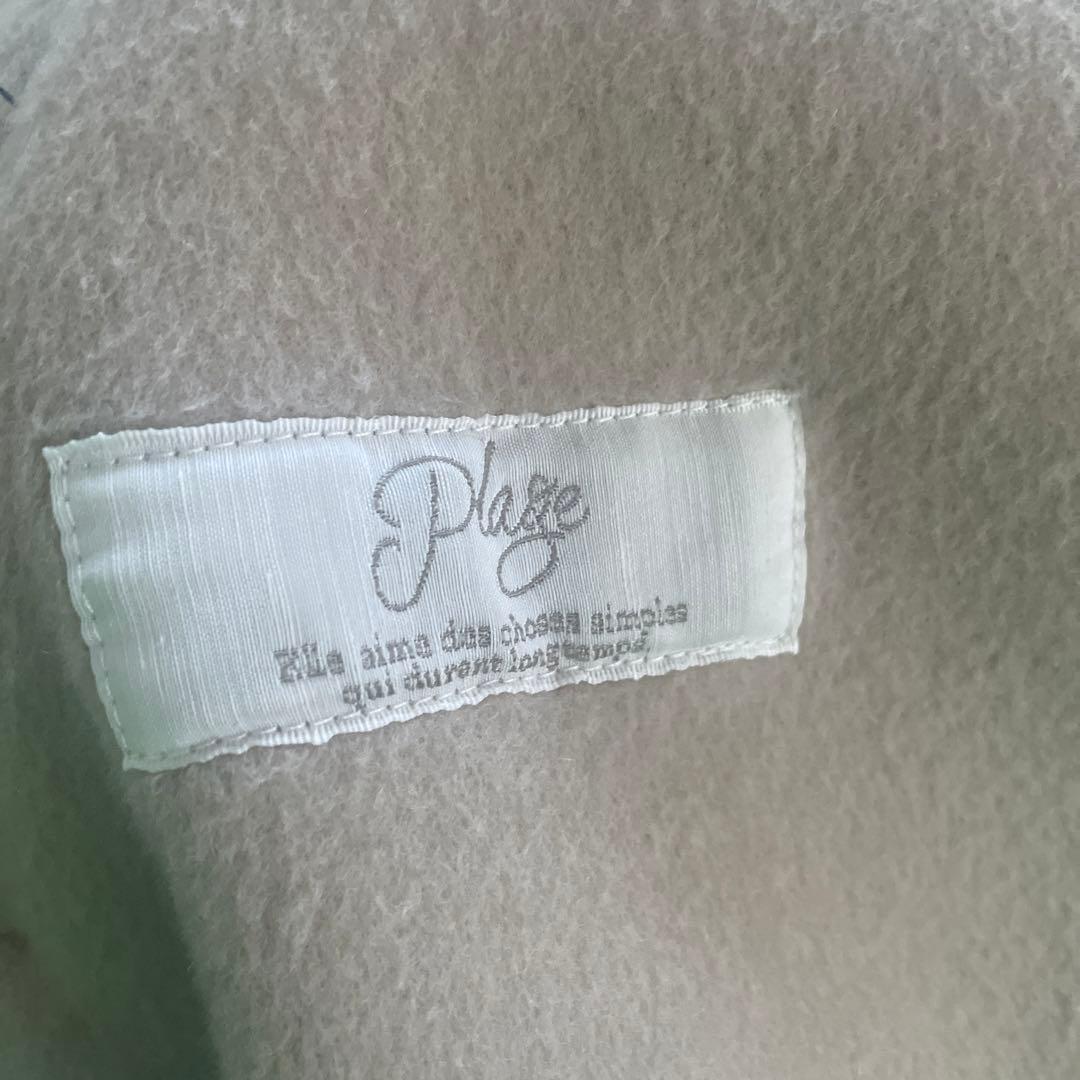 Plage
Elle aime des choses simples
qui durent longtemps.